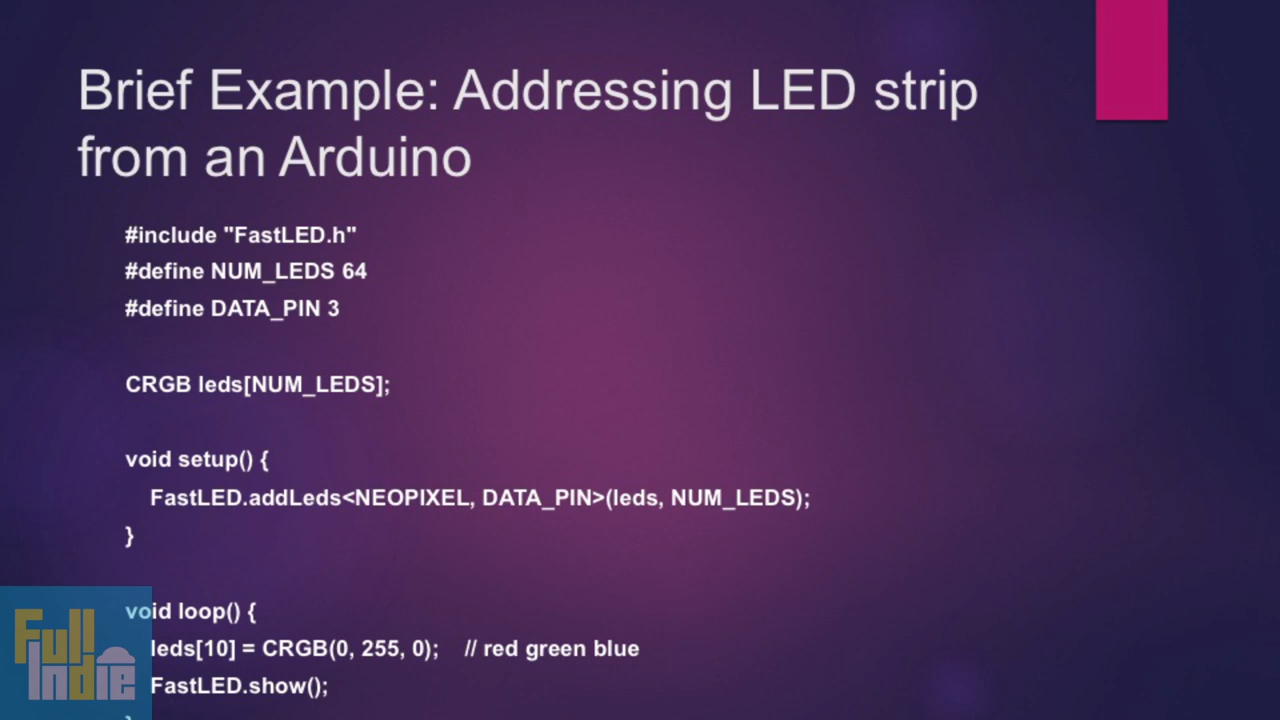 Brief Example: Addressing LED strip
from an Arduino
#include "FastLED.h"
#define NUM_LEDS 64
#define DATA_PIN 3
CRGB leds[NUM_LEDS];
void setup() {
FastLED.addLeds<NEOPIXEL, DATA_PIN>(leds, NUM_LEDS);
}
void loop() {
leds[10] = CRGB(0, 255, 0); // red green blue
FastLED.show();
}
Full
Indie